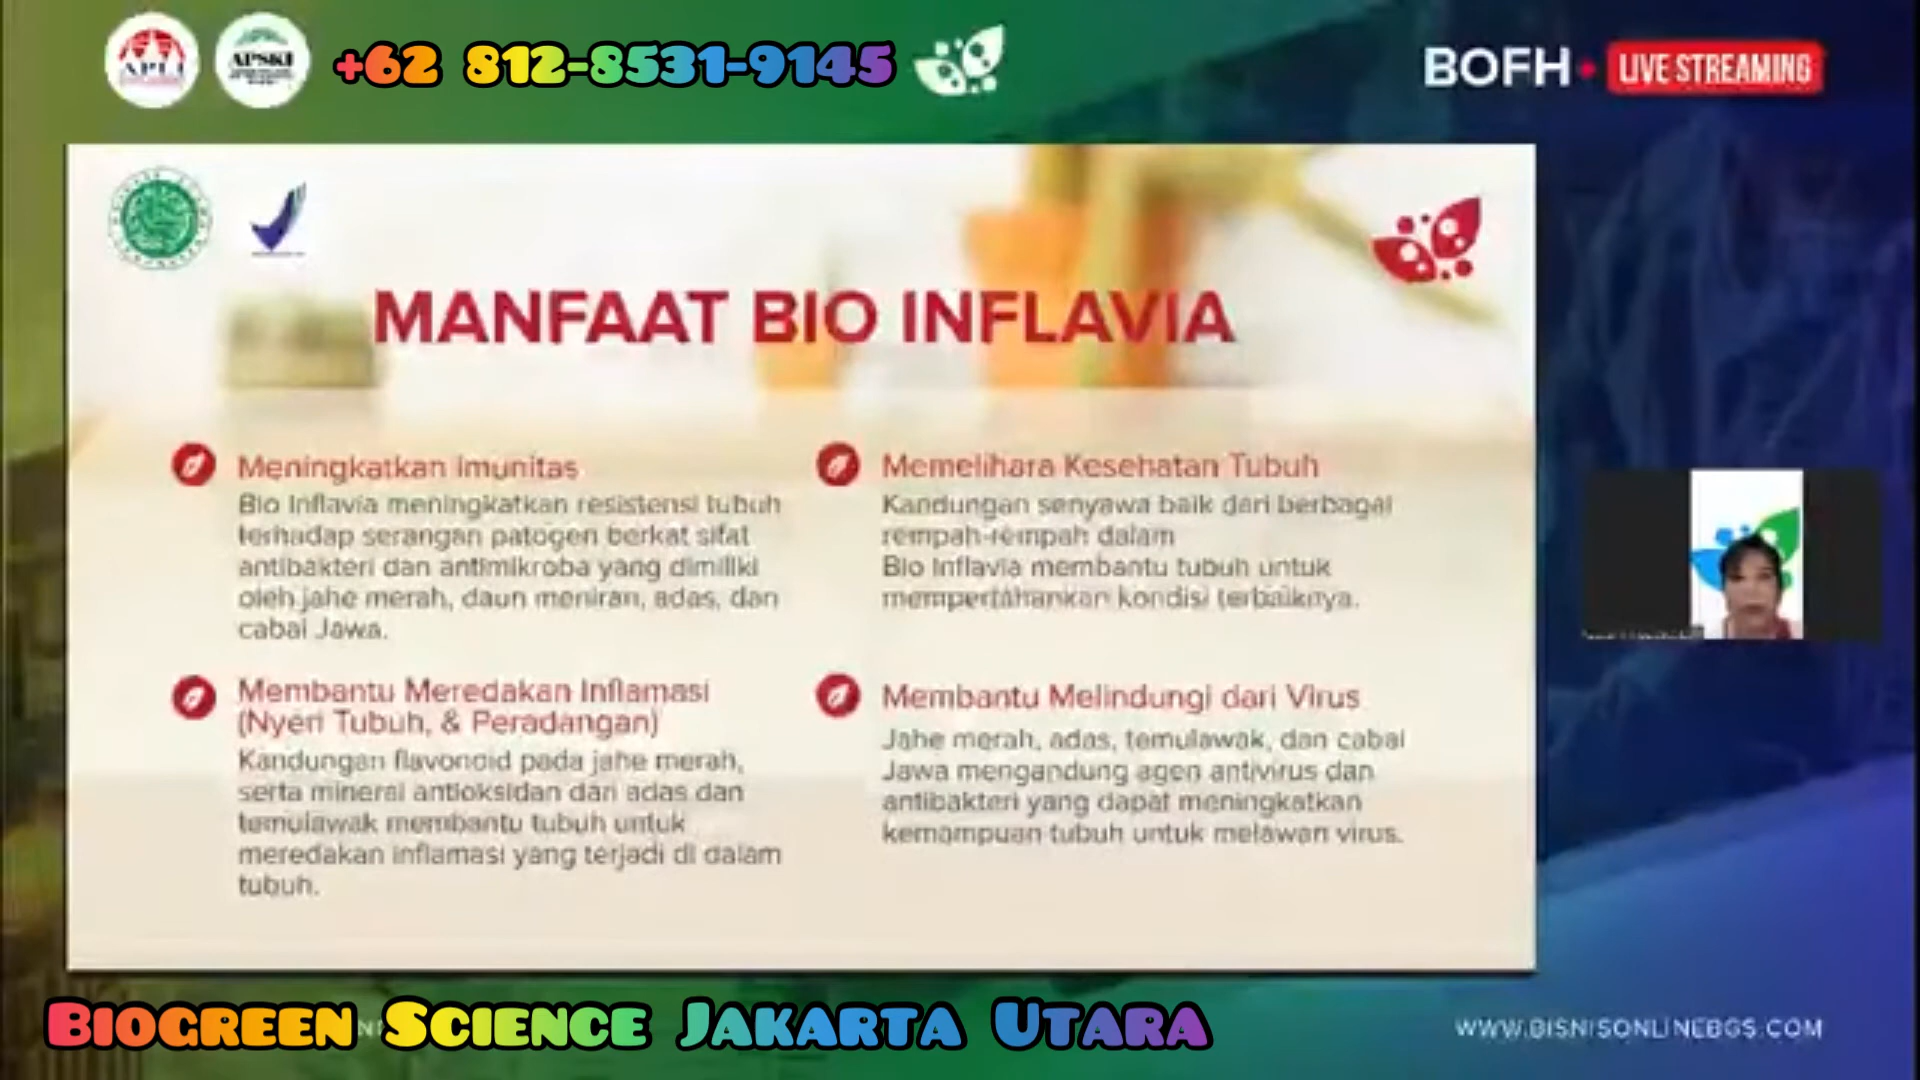 APLI
APSKI
+62 812-8531-9145
BOFH
LIVE STREAMING
MANFAAT BIO INFLAVIA
Meningkatkan Imunitas
Bio Inflavia meningkatkan resistensi tubuh
terhadap serangan patogen berkat sifat
antibakteri dan antimikroba yang dimiliki
oleh jahe merah, daun meniran, adas, dan
cabai Jawa.
Membantu Meredakan Inflamasi
(Nyeri Tubuh, & Peradangan)
Kandungan flavonoid pada jahe merah,
serta mineral antioksidan dari adas dan
temulawak membantu tubuh untuk
meredakan inflamasi yang terjadi di dalam
tubuh.
Memelihara Kesehatan Tubuh
Kandungan senyawa baik dari berbagai
rempah-rempah dalam
Bio Inflavia membantu tubuh untuk
mempertahankan kondisi terbaiknya.
Membantu Melindungi dari Virus
Jahe merah, adas, temulawak, dan cabai
Jawa mengandung agen antivirus dan
antibakteri yang dapat meningkatkan
kemampuan tubuh untuk melawan virus.
Biogreen Science Jakarta Utara
WWW.BISNISONLINEBGS.COM